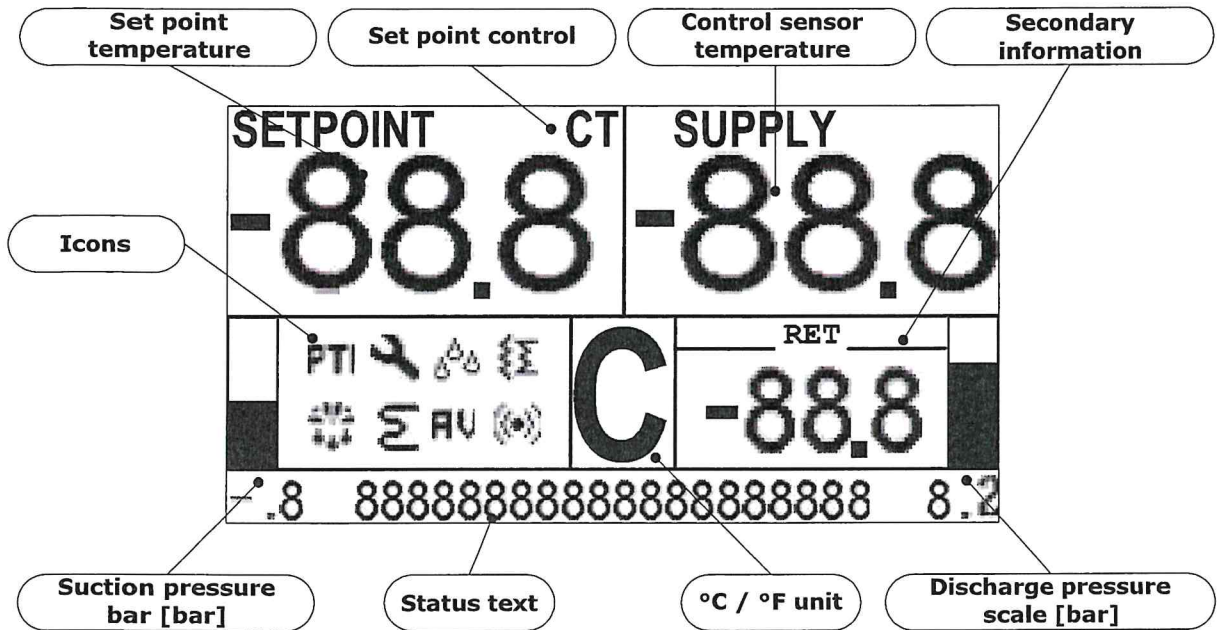 Set point
temperature
Set point control
Control sensor
temperature
Secondary
information
SETPOINT CT
SUPPLY
-88.8
-88.8
Icons
PTI
AV
C
RET
-88.8
-.8 88888888888888888888 8.2
Suction pressure
bar [bar]
Status text
°C / °F unit
Discharge pressure
scale [bar]